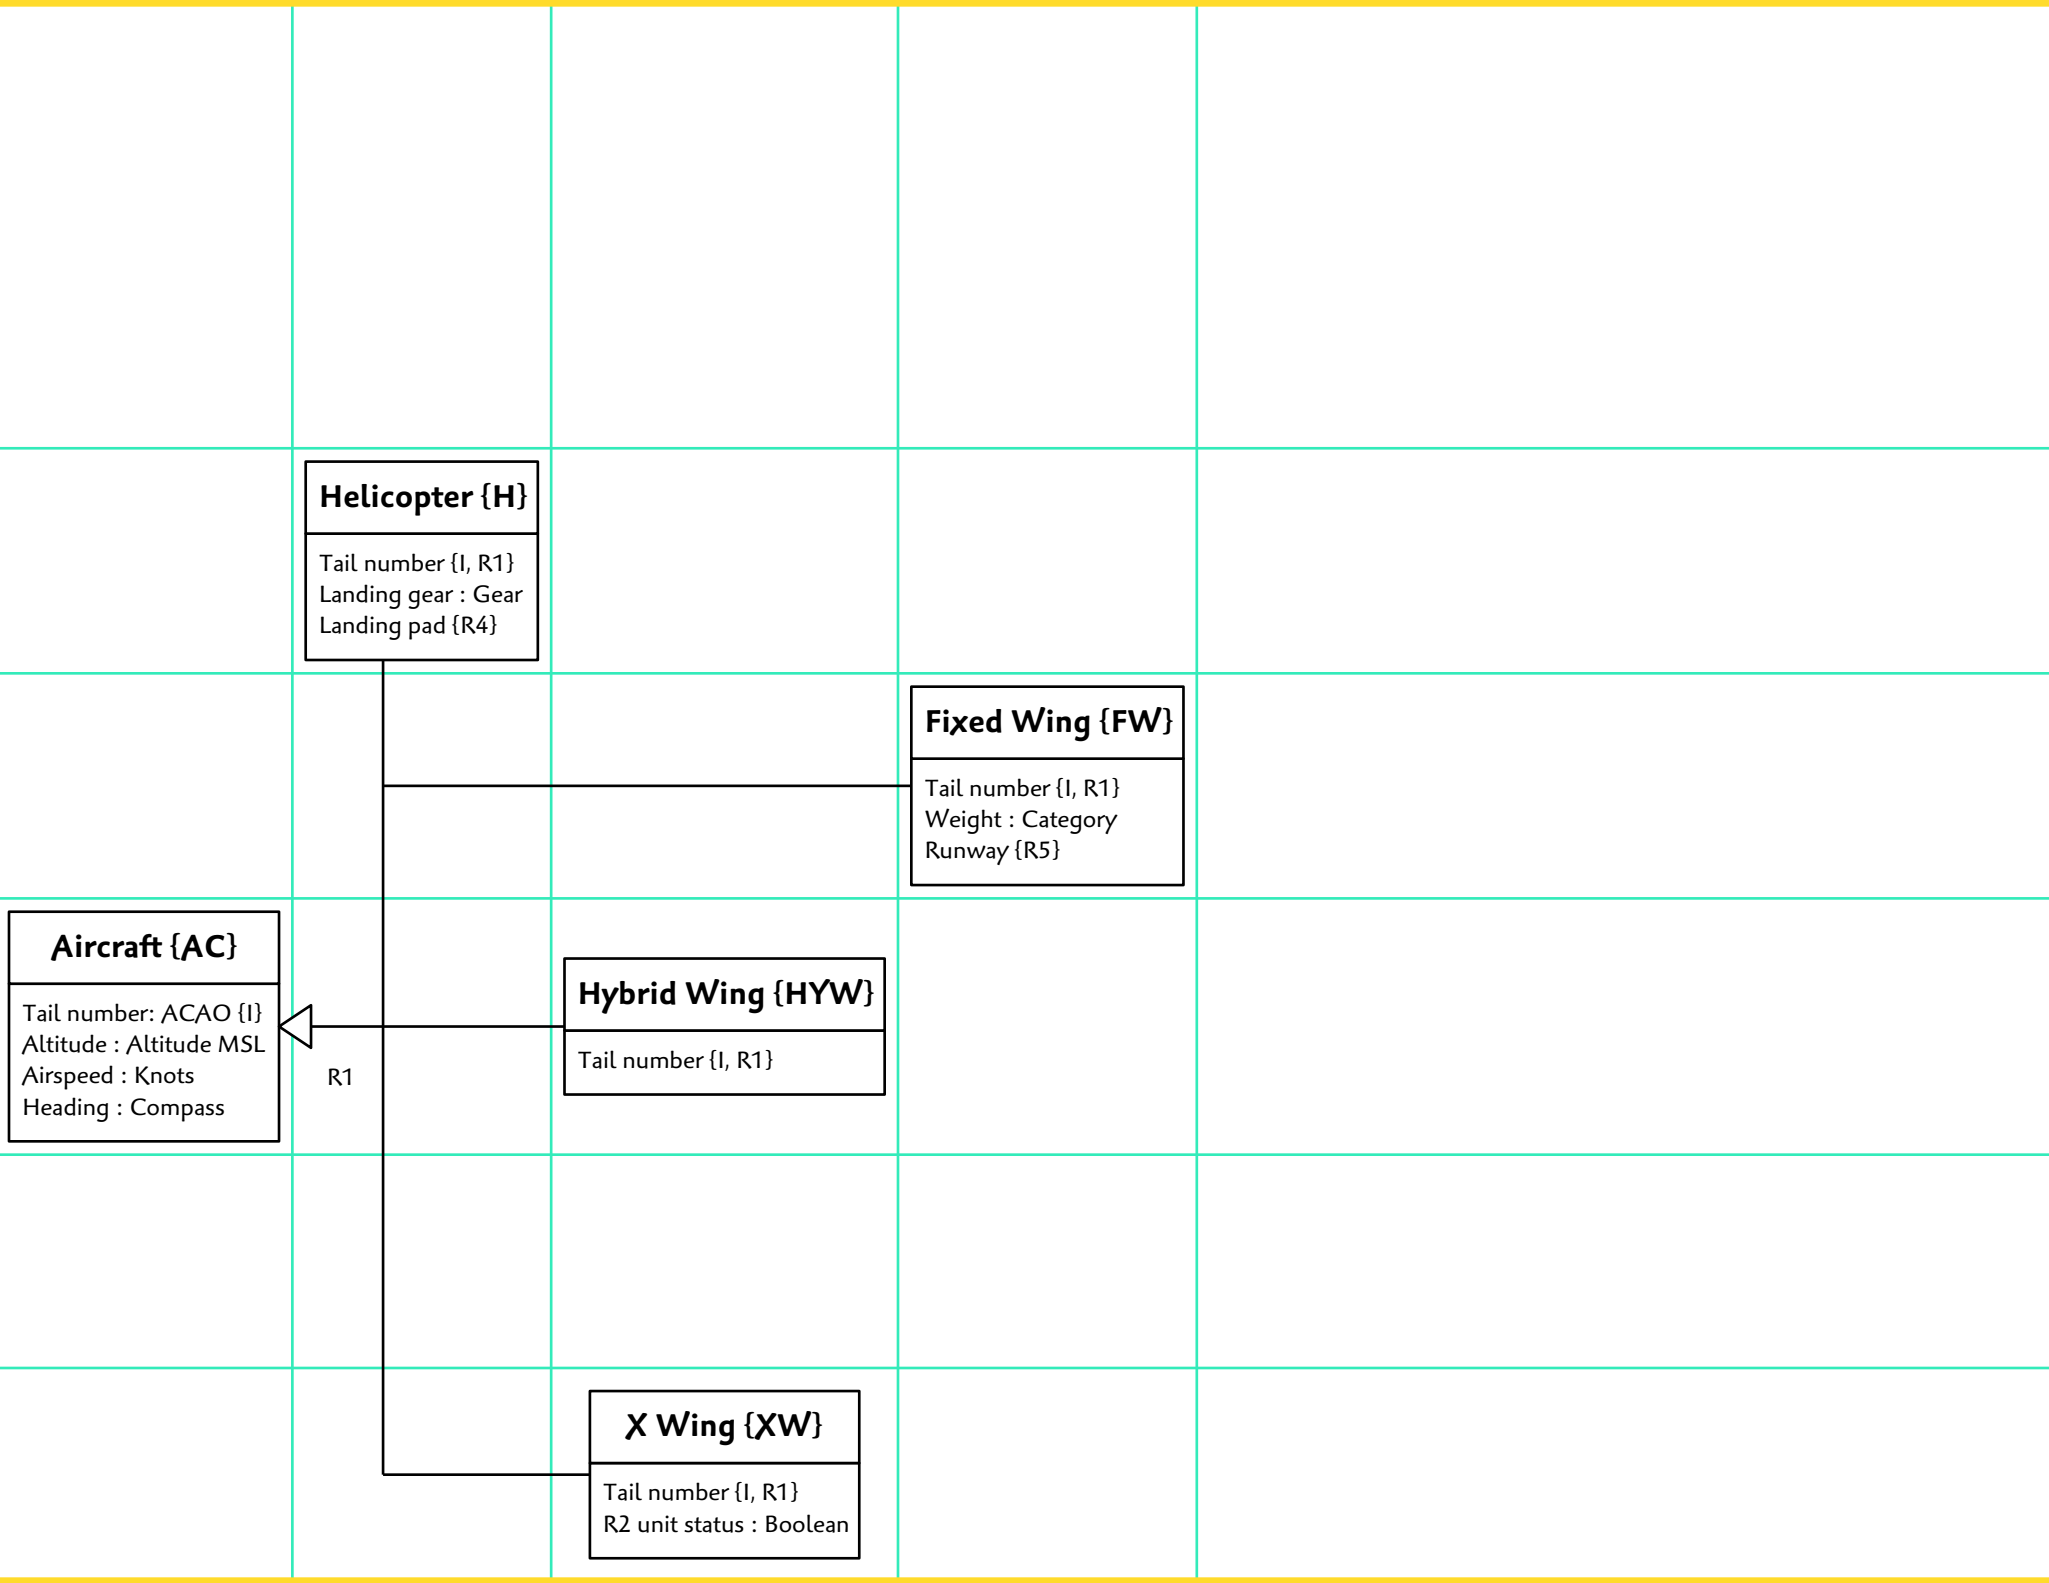 Helicopter {H}
Tail number {I, R1}
Landing gear : Gear
Landing pad {R4}
Fixed Wing {FW}
Tail number {I, R1}
Weight : Category
Runway {R5}
Aircraft {AC}
Tail number: ACAO {I}
Altitude : Altitude MSL
Airspeed : Knots
Heading : Compass
R1
Hybrid Wing {HYW}
Tail number {I, R1}
X Wing {XW}
Tail number {I, R1}
R2 unit status : Boolean